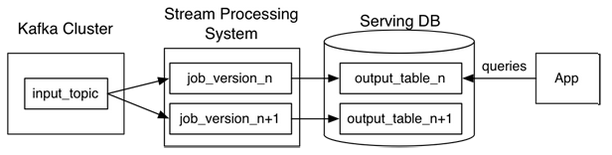 Kafka Cluster
Stream Processing
System
Serving DB
input_topic
job_version_n
job_version_n+1
output_table_n
output_table_n+1
queries
App